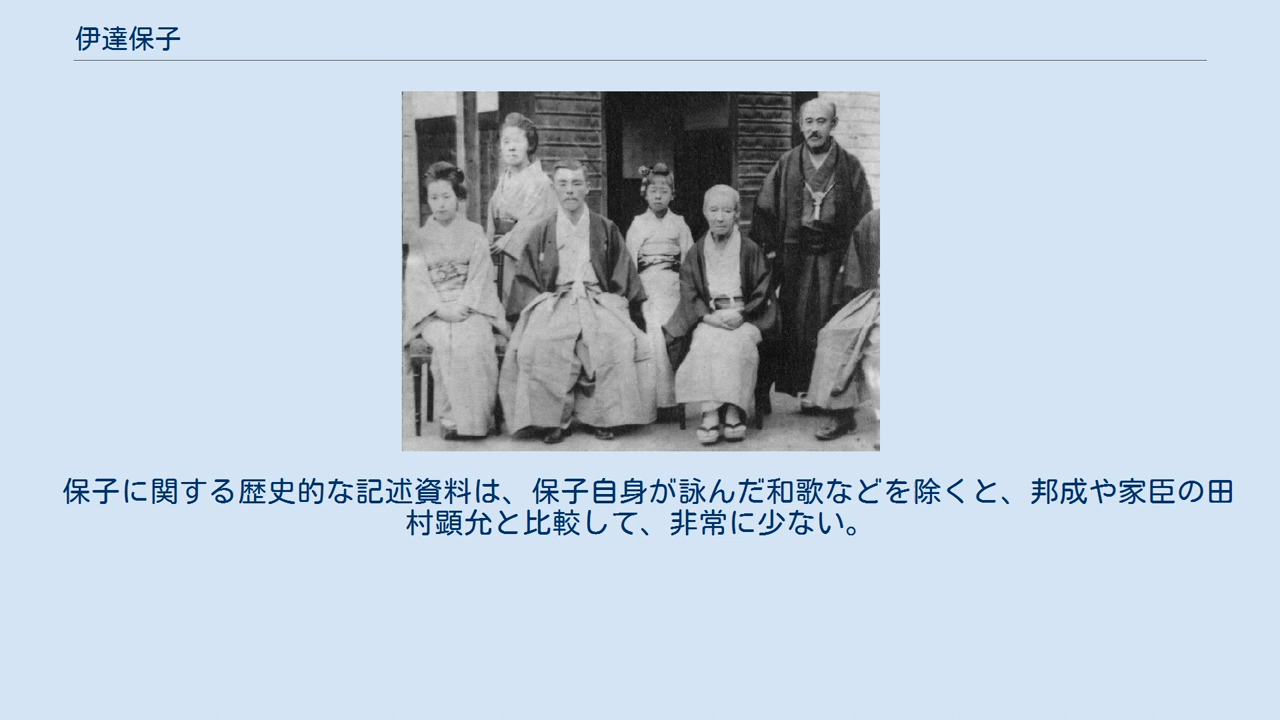 伊達保子
保子に関する歴史的な記述資料は、保子自身が詠んだ和歌などを除くと、邦成や家臣の田
村顕允と比較して、非常に少ない。